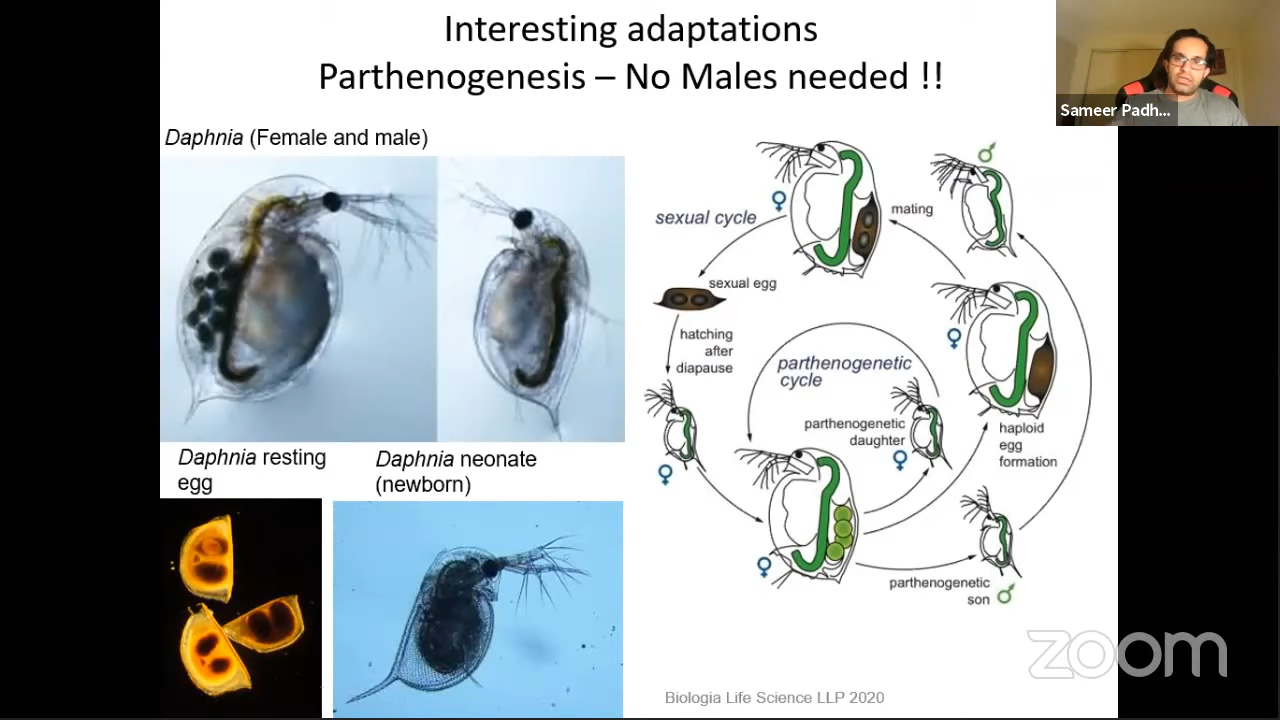 Interesting adaptations
Parthenogenesis – No Males needed !!
Sameer Padh...
Daphnia (Female and male)
Daphnia resting
egg
Daphnia neonate
(newborn)
sexual cycle
mating
sexual egg
hatching
after
diapause
parthenogenetic
cycle
parthenogenetic
daughter
haploid
egg
formation
parthenogenetic
son
Biologia Life Science LLP 2020
zoom